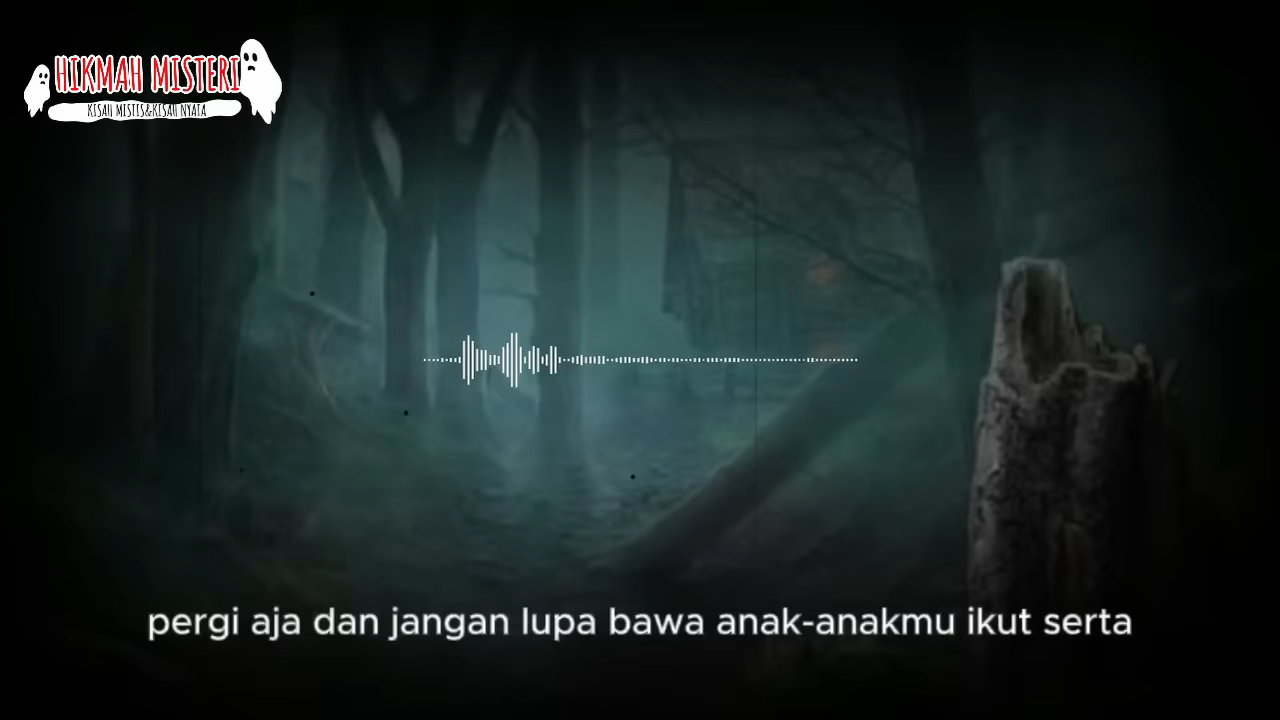 HIKMAH MISTERI
KISAH MISTIS&KISAH NYATA
pergi aja dan jangan lupa bawa anak-anakmu ikut serta